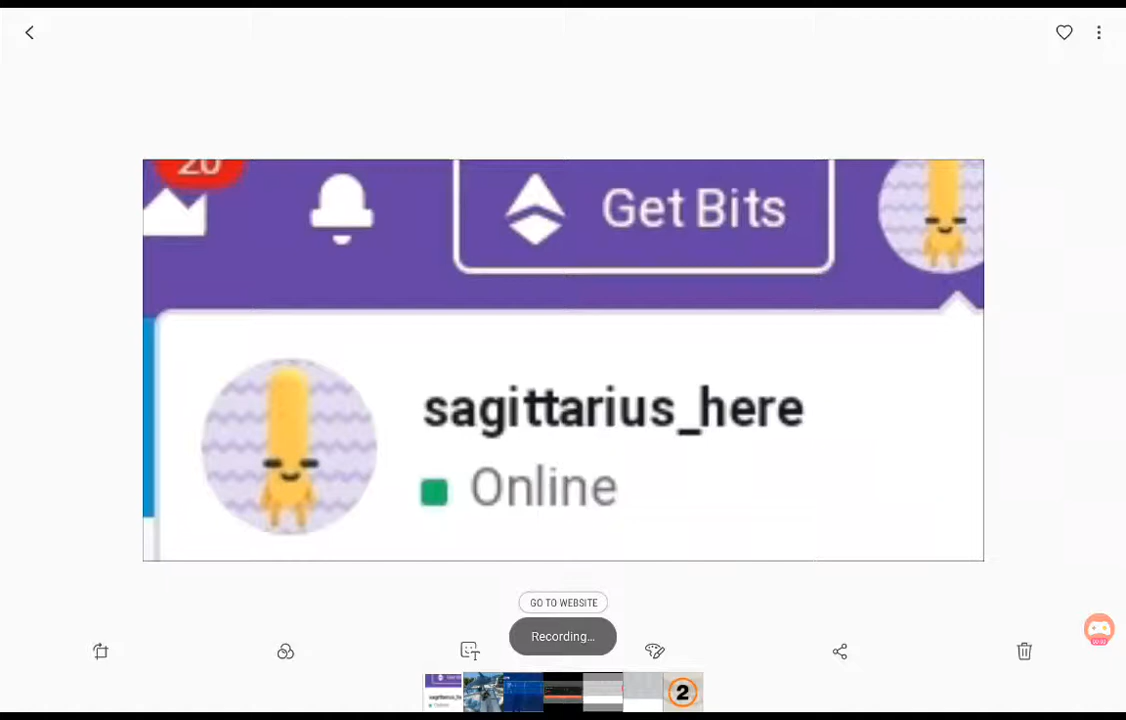 20
Get Bits
sagittarius_here
Online
GO TO WEBSITE
Recording...
2